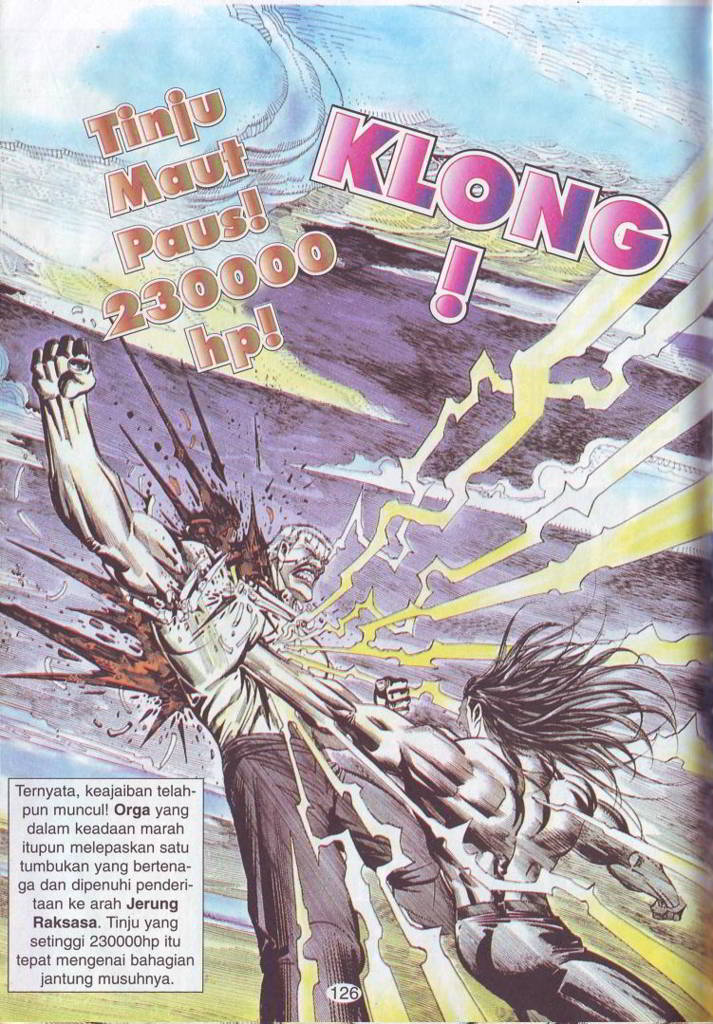 Tinju
Maut
Paus!
230000
hp!
KLONG
!
Ternyata, keajaiban telah-
pun muncul! Orga yang
dalam keadaan marah
itupun melepaskan satu
tumbukan yang bertena-
ga dan dipenuhi penderi-
taan ke arah Jerung
Raksasa. Tinju yang
setinggi 230000hp itu
tepat mengenai bahagian
jantung musuhnya.
126